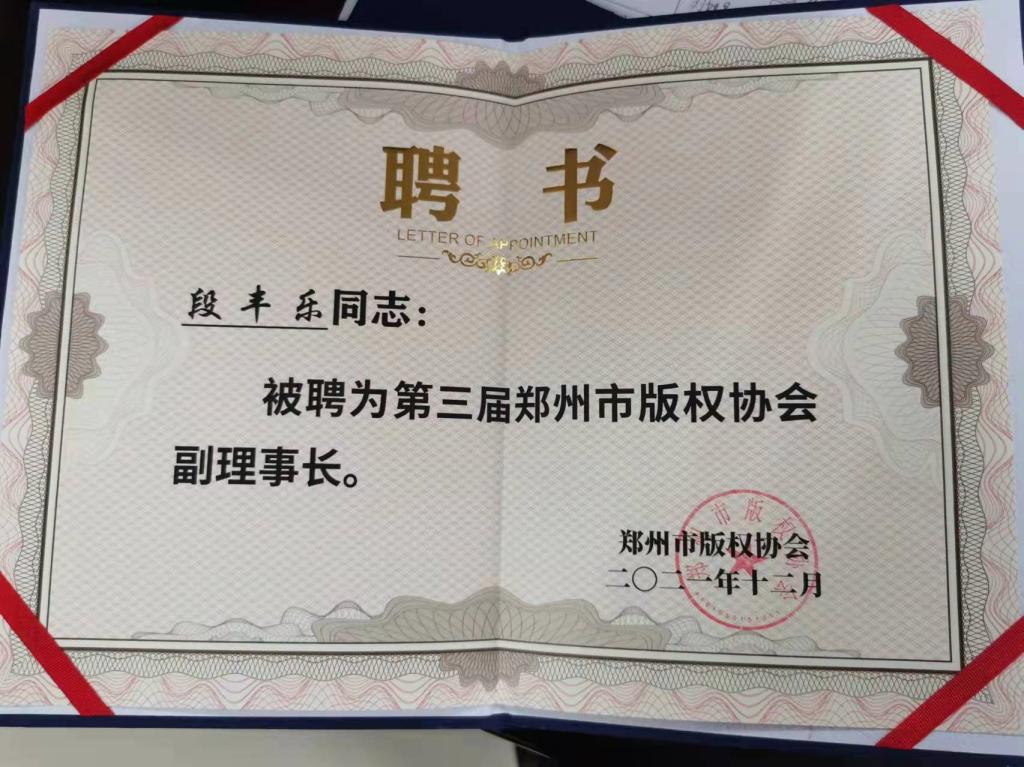 聘 书
LETTER OF APPOINTMENT
段丰乐同志：
被聘为第三届郑州市版权协会
副理事长。
郑州市版权协会
二〇二一年十二月